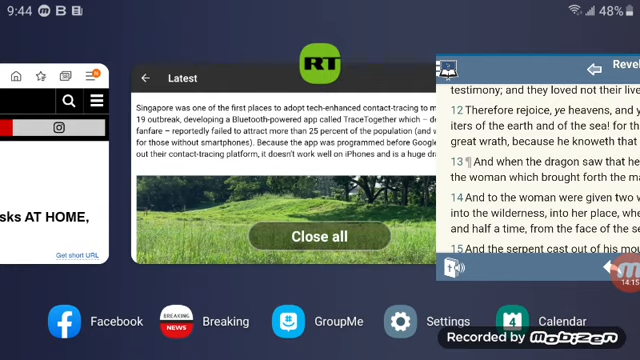 9:44
48%
RT
Latest
Reve
Singapore was one of the first places to adopt tech-enhanced contact-tracing to m
19 outbreak, developing a Bluetooth-powered app called TraceTogether which – de
fanfare – reportedly failed to attract more than 25 percent of the population (and w
for those without smartphones). Because the app was programmed before Google
out their contact-tracing platform, it doesn't work well on iPhones and is a huge dra
testimony; and they loved not their live
12 Therefore rejoice, ye heavens, and y
iters of the earth and of the sea! for th
great wrath, because he knoweth that
13 ¶ And when the dragon saw that he
the woman which brought forth the ma
14 And to the woman were given two w
into the wilderness, into her place, whe
and half a time, from the face of the se
15 And the serpent cast out of his mou
sks AT HOME,
Get short URL
Close all
14:15
Facebook
BREAKING
NEWS
Breaking
GroupMe
Settings
4
Calendar
Recorded by mobizen